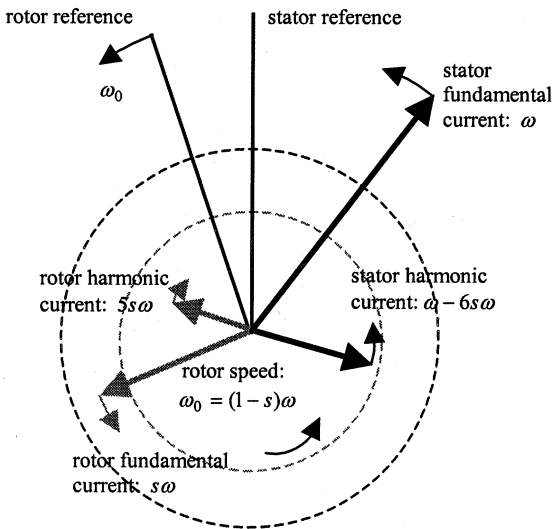 rotor reference
stator reference
ω₀
stator
fundamental
current: ω
rotor harmonic
current: 5sω
stator harmonic
current: ω − 6sω
rotor speed:
ω₀ = (1 − s)ω
rotor fundamental
current: sω